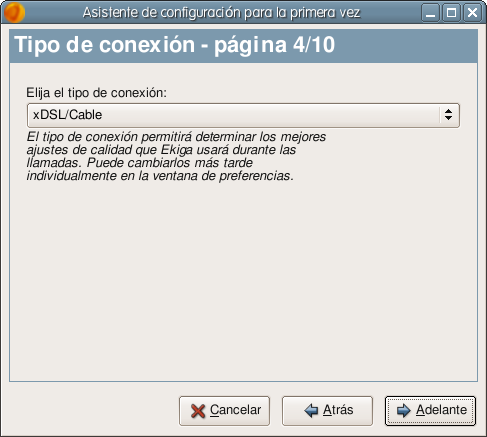 Asistente de configuración para la primera vez
Tipo de conexión - página 4/10
Elija el tipo de conexión:
xDSL/Cable
El tipo de conexión permitirá determinar los mejores
ajustes de calidad que Ekiga usará durante las
llamadas. Puede cambiarlos más tarde
individualmente en la ventana de preferencias.
Cancelar
Atrás
Adelante